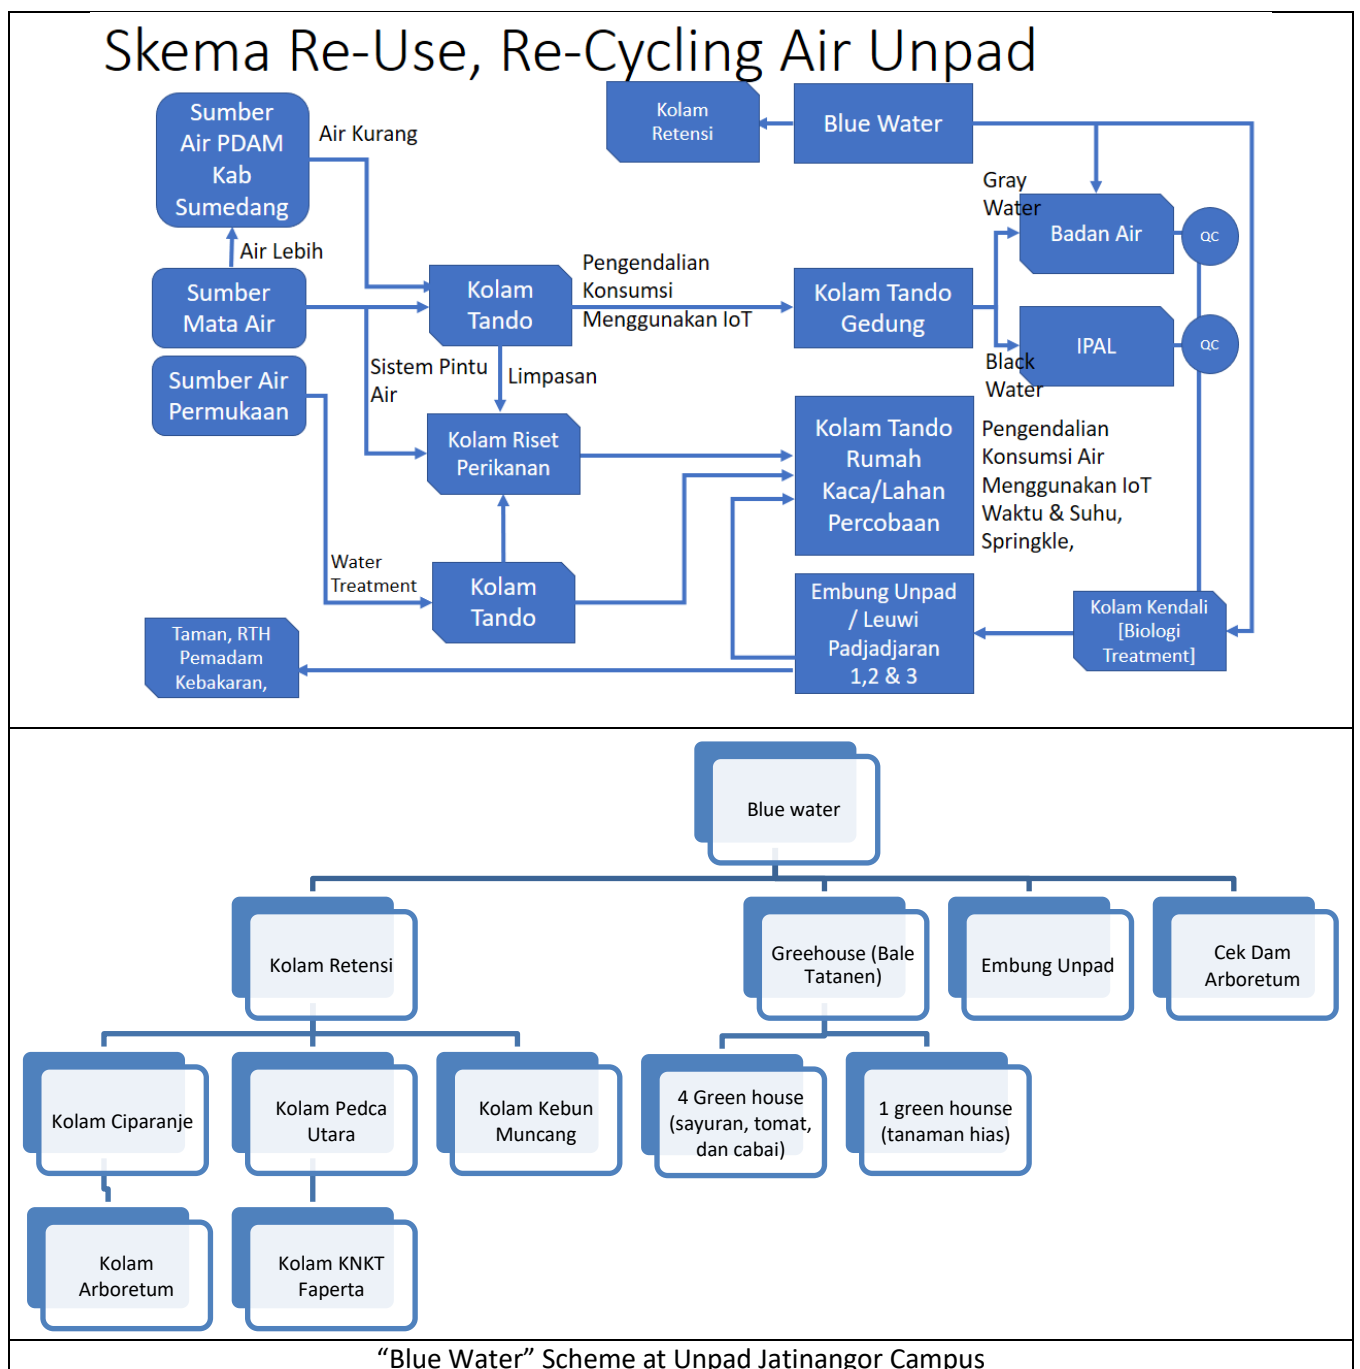 Skema Re-Use, Re-Cycling Air Unpad
Sumber
Air PDAM
Kab
Sumedang
Air Kurang
Kolam
Retensi
Blue Water
Gray
Water
Badan Air
QC
Air Lebih
Sumber
Mata Air
Kolam
Tando
Pengendalian
Konsumsi
Menggunakan IoT
Kolam Tando
Gedung
IPAL
QC
Black
Water
Sistem Pintu
Air
Limpasan
Sumber Air
Permukaan
Kolam Riset
Perikanan
Kolam Tando
Rumah
Kaca/Lahan
Percobaan
Pengendalian
Konsumsi Air
Menggunakan IoT
Waktu & Suhu,
Springkle,
Water
Treatment
Kolam
Tando
Embung Unpad
/ Leuwi
Padjadjaran
1,2 & 3
Kolam Kendali
[Biologi
Treatment]
Taman, RTH
Pemadam
Kebakaran,
Blue water
Kolam Retensi
Greehouse (Bale
Tatanen)
Embung Unpad
Cek Dam
Arboretum
Kolam Ciparanje
Kolam Pedca
Utara
Kolam Kebun
Muncang
4 Green house
(sayuran, tomat,
dan cabai)
1 green hounse
(tanaman hias)
Kolam
Arboretum
Kolam KNKT
Faperta
“Blue Water” Scheme at Unpad Jatinangor Campus